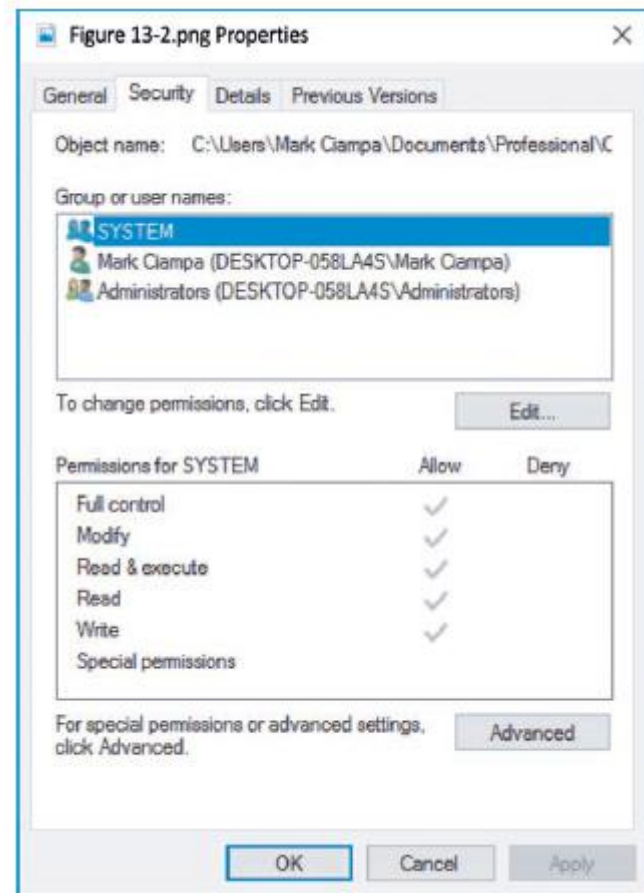 Figure 13-2.png Properties
General Security Details Previous Versions
Object name: C:\Users\Mark Ciampa\Documents\Professional\C
Group or user names:
SYSTEM
Mark Ciampa (DESKTOP-058LA4S\Mark Ciampa)
Administrators (DESKTOP-058LA4S\Administrators)
To change permissions, click Edit.
Edit...
Permissions for SYSTEM Allow Deny
Full control
Modify
Read & execute
Read
Write
Special permissions
For special permissions or advanced settings,
click Advanced.
Advanced
OK Cancel Apply